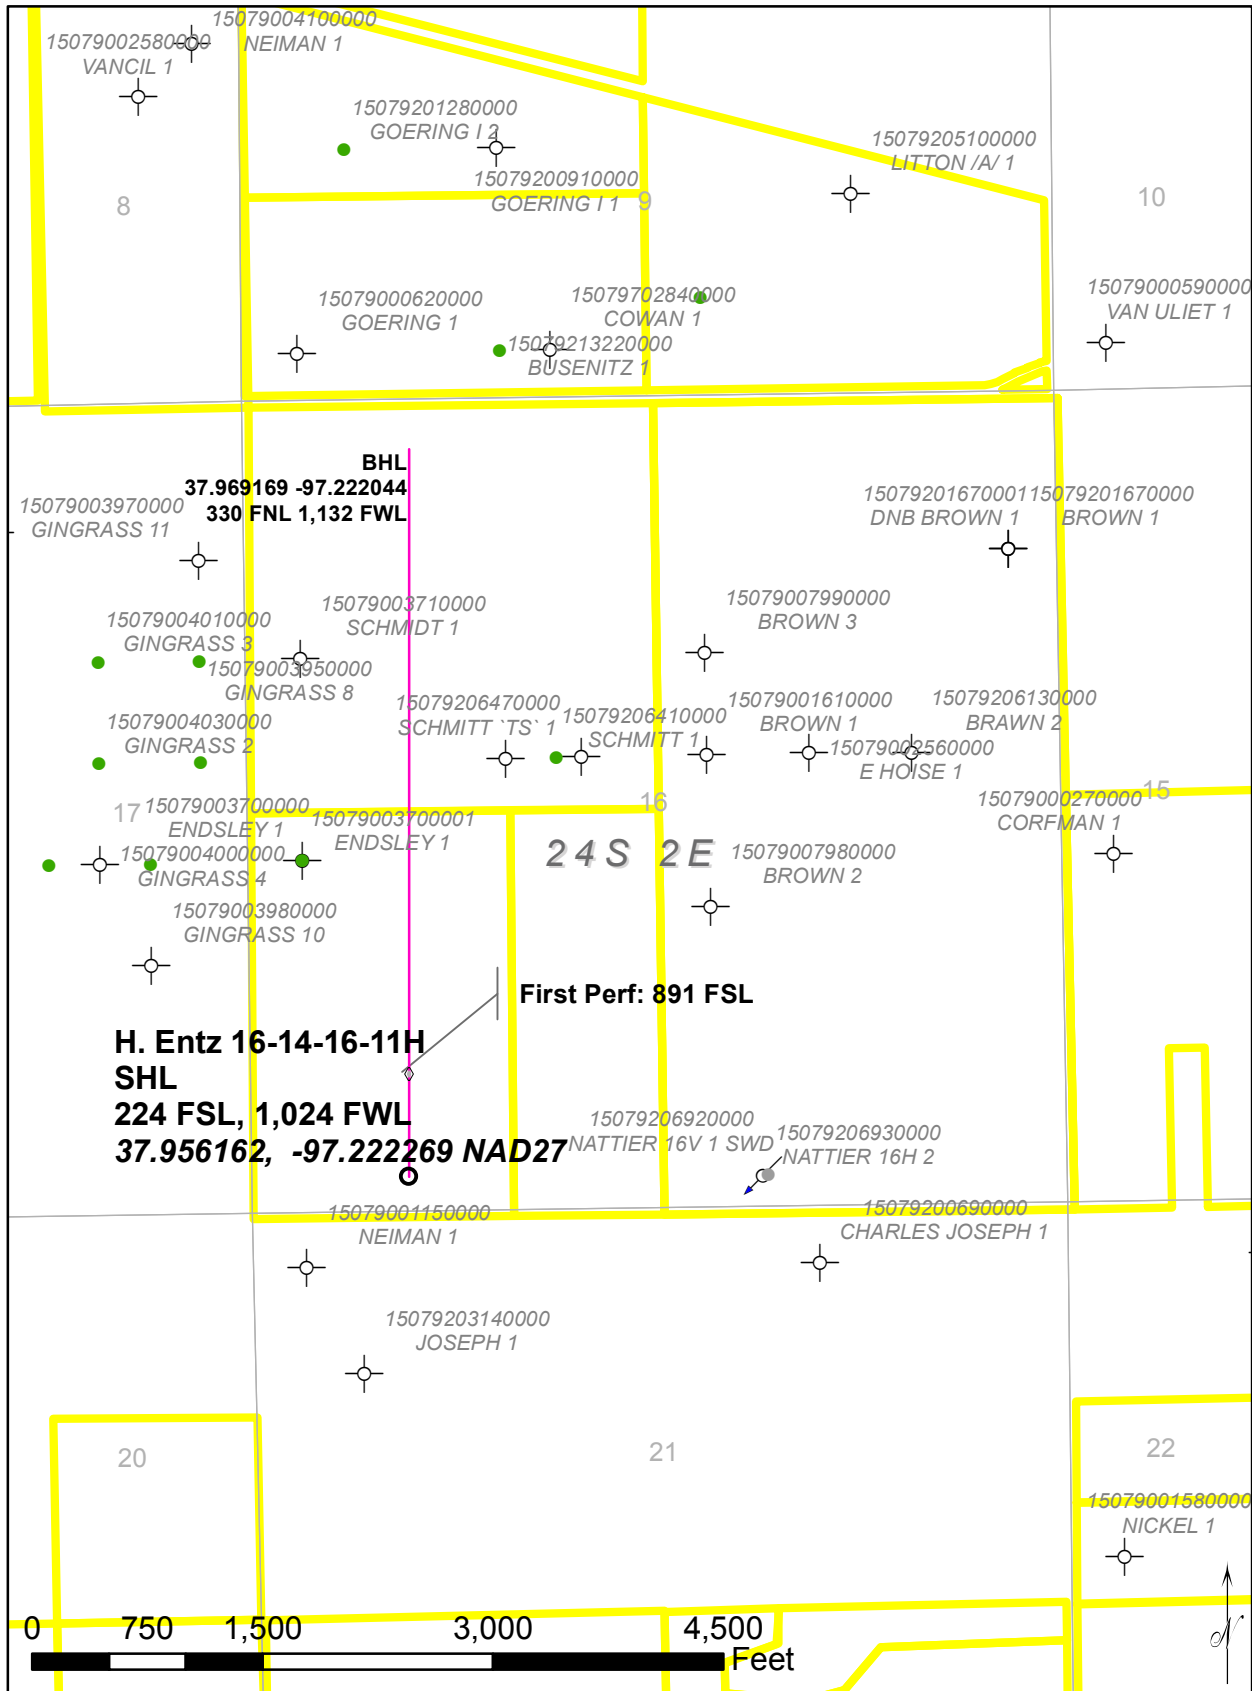 15079004100000
NEIMAN 1
15079002580000
VANCIL 1
15079201280000
GOERING I 2
15079205100000
LITTON /A/ 1
15079200910000
GOERING I 1
8
9
10
15079000620000
GOERING 1
15079702840000
COWAN 1
15079000590000
VAN ULIET 1
15079213220000
BUSENITZ 1
BHL
37.969169 -97.222044
330 FNL 1,132 FWL
15079003970000
GINGRASS 11
15079201670001
DNB BROWN 1
15079201670000
BROWN 1
15079003710000
SCHMIDT 1
15079007990000
BROWN 3
15079004010000
GINGRASS 3
15079003950000
GINGRASS 8
15079206470000
SCHMITT `TS` 1
15079206410000
SCHMITT 1
15079001610000
BROWN 1
15079206130000
BRAWN 2
15079004030000
GINGRASS 2
15079002560000
E HOISE 1
17
16
15
15079003700000
ENDSLEY 1
15079003700001
ENDSLEY 1
15079000270000
CORFMAN 1
24S 2E
15079004000000
GINGRASS 4
15079007980000
BROWN 2
15079003980000
GINGRASS 10
First Perf: 891 FSL
H. Entz 16-14-16-11H
SHL
224 FSL, 1,024 FWL
37.956162, -97.222269 NAD27
15079206920000
NATTIER 16V 1 SWD
15079206930000
NATTIER 16H 2
15079001150000
NEIMAN 1
15079200690000
CHARLES JOSEPH 1
15079203140000
JOSEPH 1
20
21
22
15079001580000
NICKEL 1
0 750 1,500 3,000 4,500
Feet
N